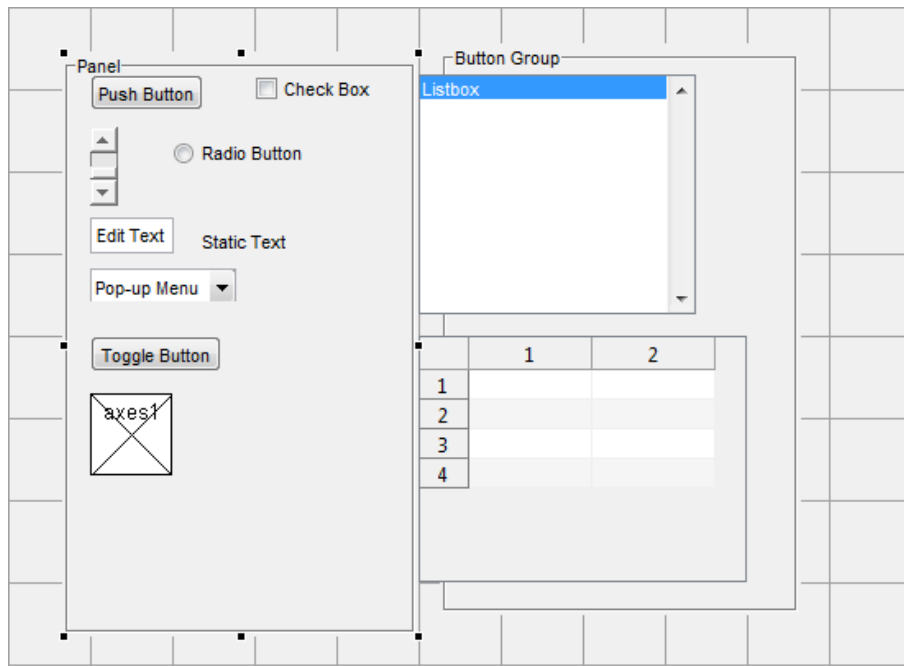 Panel
Push Button
Check Box
Radio Button
Edit Text
Static Text
Pop-up Menu
Toggle Button
axes1
Button Group
Listbox
1 2
1
2
3
4